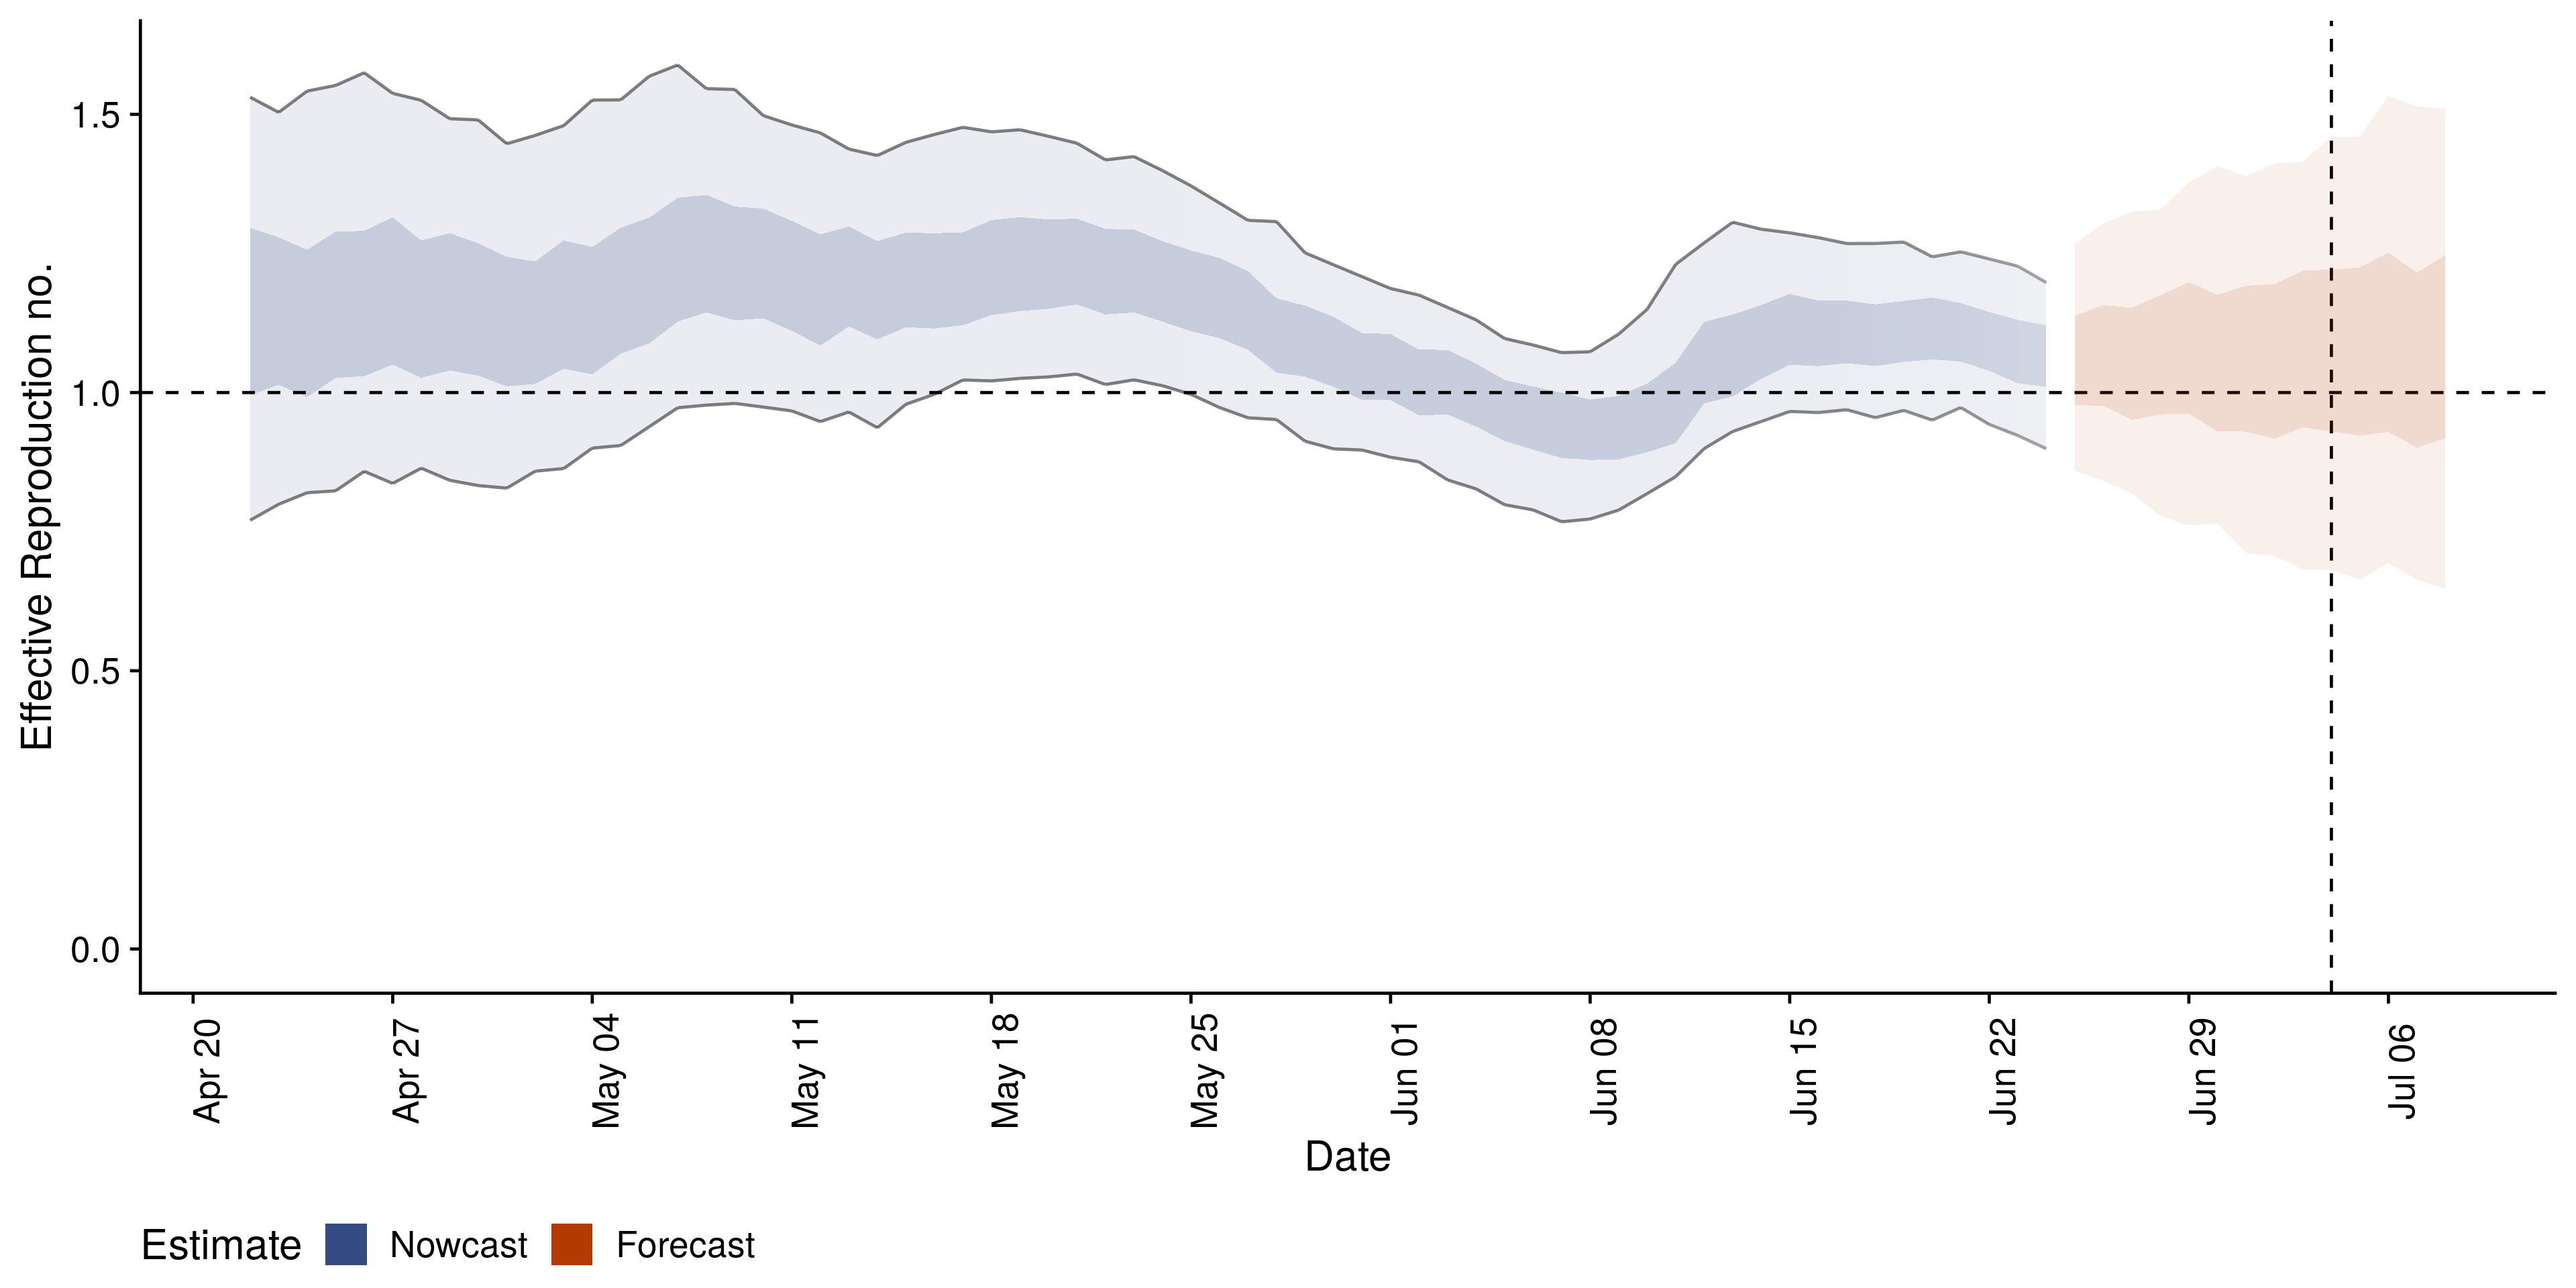 Effective Reproduction no.
1.5
1.0
0.5
0.0
Apr 20
Apr 27
May 04
May 11
May 18
May 25
Jun 01
Jun 08
Jun 15
Jun 22
Jun 29
Jul 06
Date
Estimate Nowcast Forecast